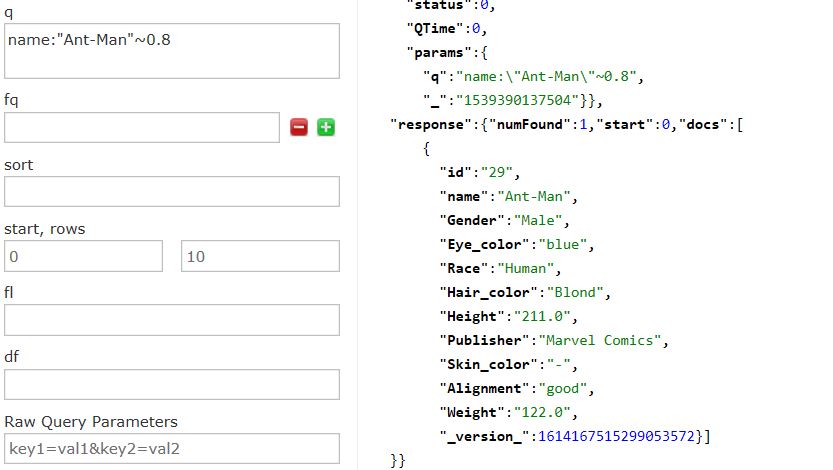 q
name:"Ant-Man"~0.8
fq
sort
start, rows
0 10
fl
df
Raw Query Parameters
key1=val1&key2=val2
"status":0,
"QTime":0,
"params":{
"q":"name:\"Ant-Man\"~0.8",
"_":"1539390137504"}},
"response":{"numFound":1,"start":0,"docs":[
{
"id":"29",
"name":"Ant-Man",
"Gender":"Male",
"Eye_color":"blue",
"Race":"Human",
"Hair_color":"Blond",
"Height":"211.0",
"Publisher":"Marvel Comics",
"Skin_color":"-",
"Alignment":"good",
"Weight":"122.0",
"_version_":1614167515299053572}]
}}